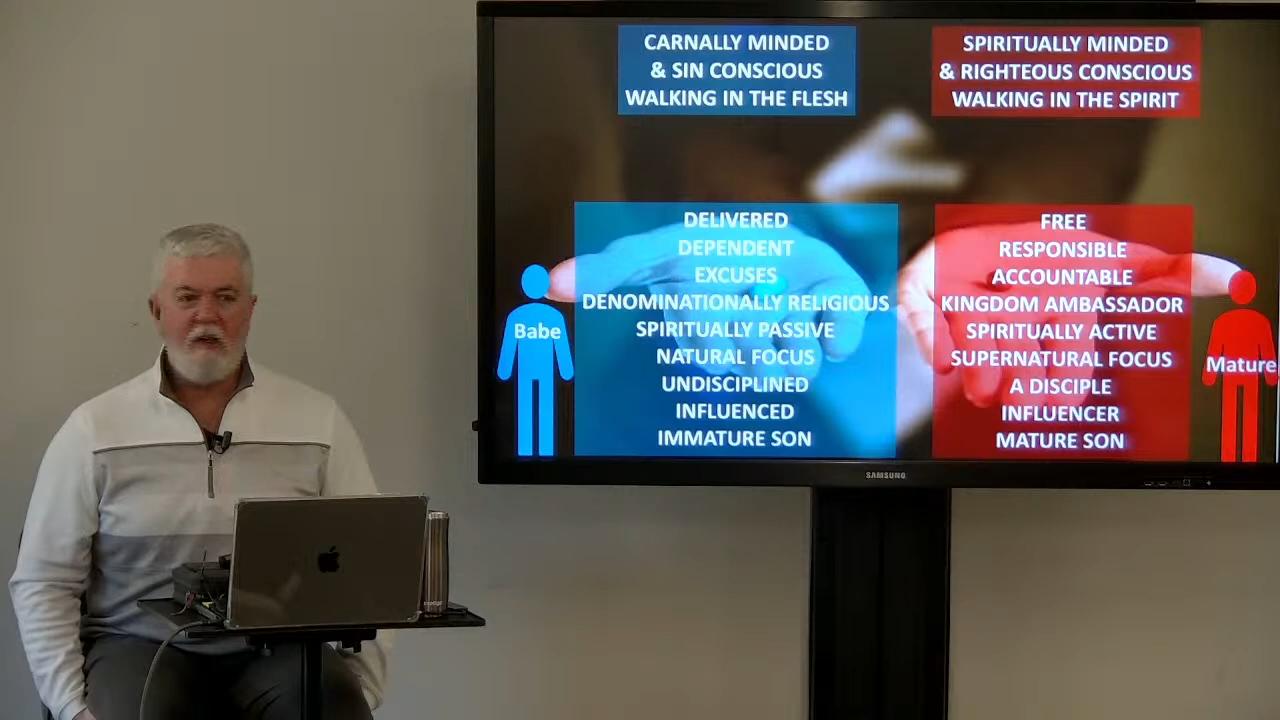 CARNALLY MINDED
& SIN CONSCIOUS
WALKING IN THE FLESH
SPIRITUALLY MINDED
& RIGHTEOUS CONSCIOUS
WALKING IN THE SPIRIT
Babe
DELIVERED
DEPENDENT
EXCUSES
DENOMINATIONALLY RELIGIOUS
SPIRITUALLY PASSIVE
NATURAL FOCUS
UNDISCIPLINED
INFLUENCED
IMMATURE SON
FREE
RESPONSIBLE
ACCOUNTABLE
KINGDOM AMBASSADOR
SPIRITUALLY ACTIVE
SUPERNATURAL FOCUS
A DISCIPLE
INFLUENCER
MATURE SON
Mature
SAMSUNG